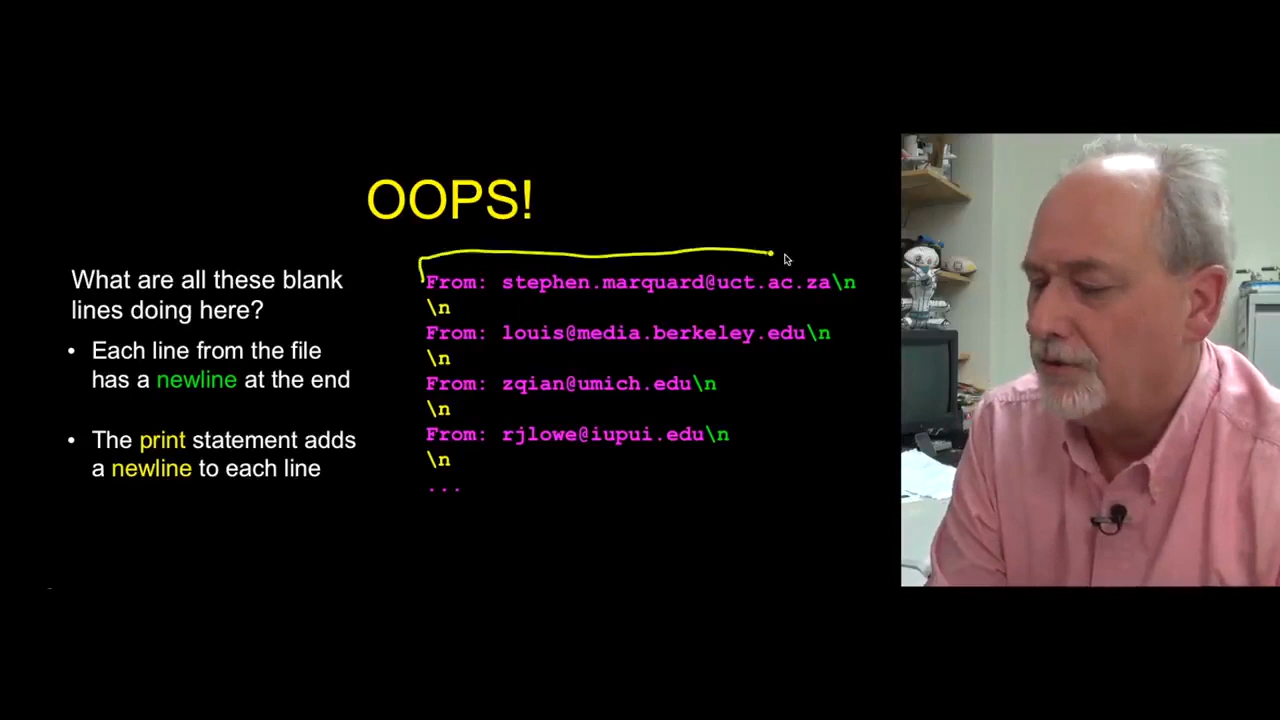 OOPS!
What are all these blank
lines doing here?
• Each line from the file
has a newline at the end
• The print statement adds
a newline to each line
From: stephen.marquard@uct.ac.za\n
\n
From: louis@media.berkeley.edu\n
\n
From: zqian@umich.edu\n
\n
From: rjlowe@iupui.edu\n
\n
...